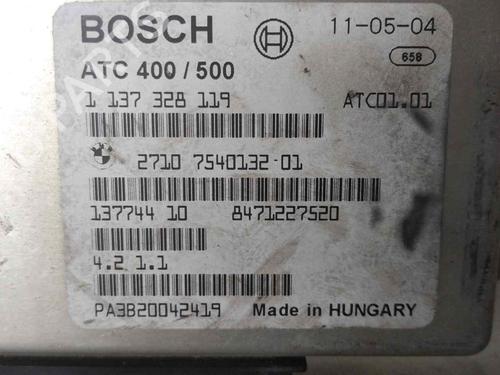 BOSCH 11-05-04
ATC 400 / 500 658
1 137 328 119 ATC01.01
2710 7540132-01
137744 10 8471227520
4.2 1.1
PA3B20042419 Made in HUNGARY